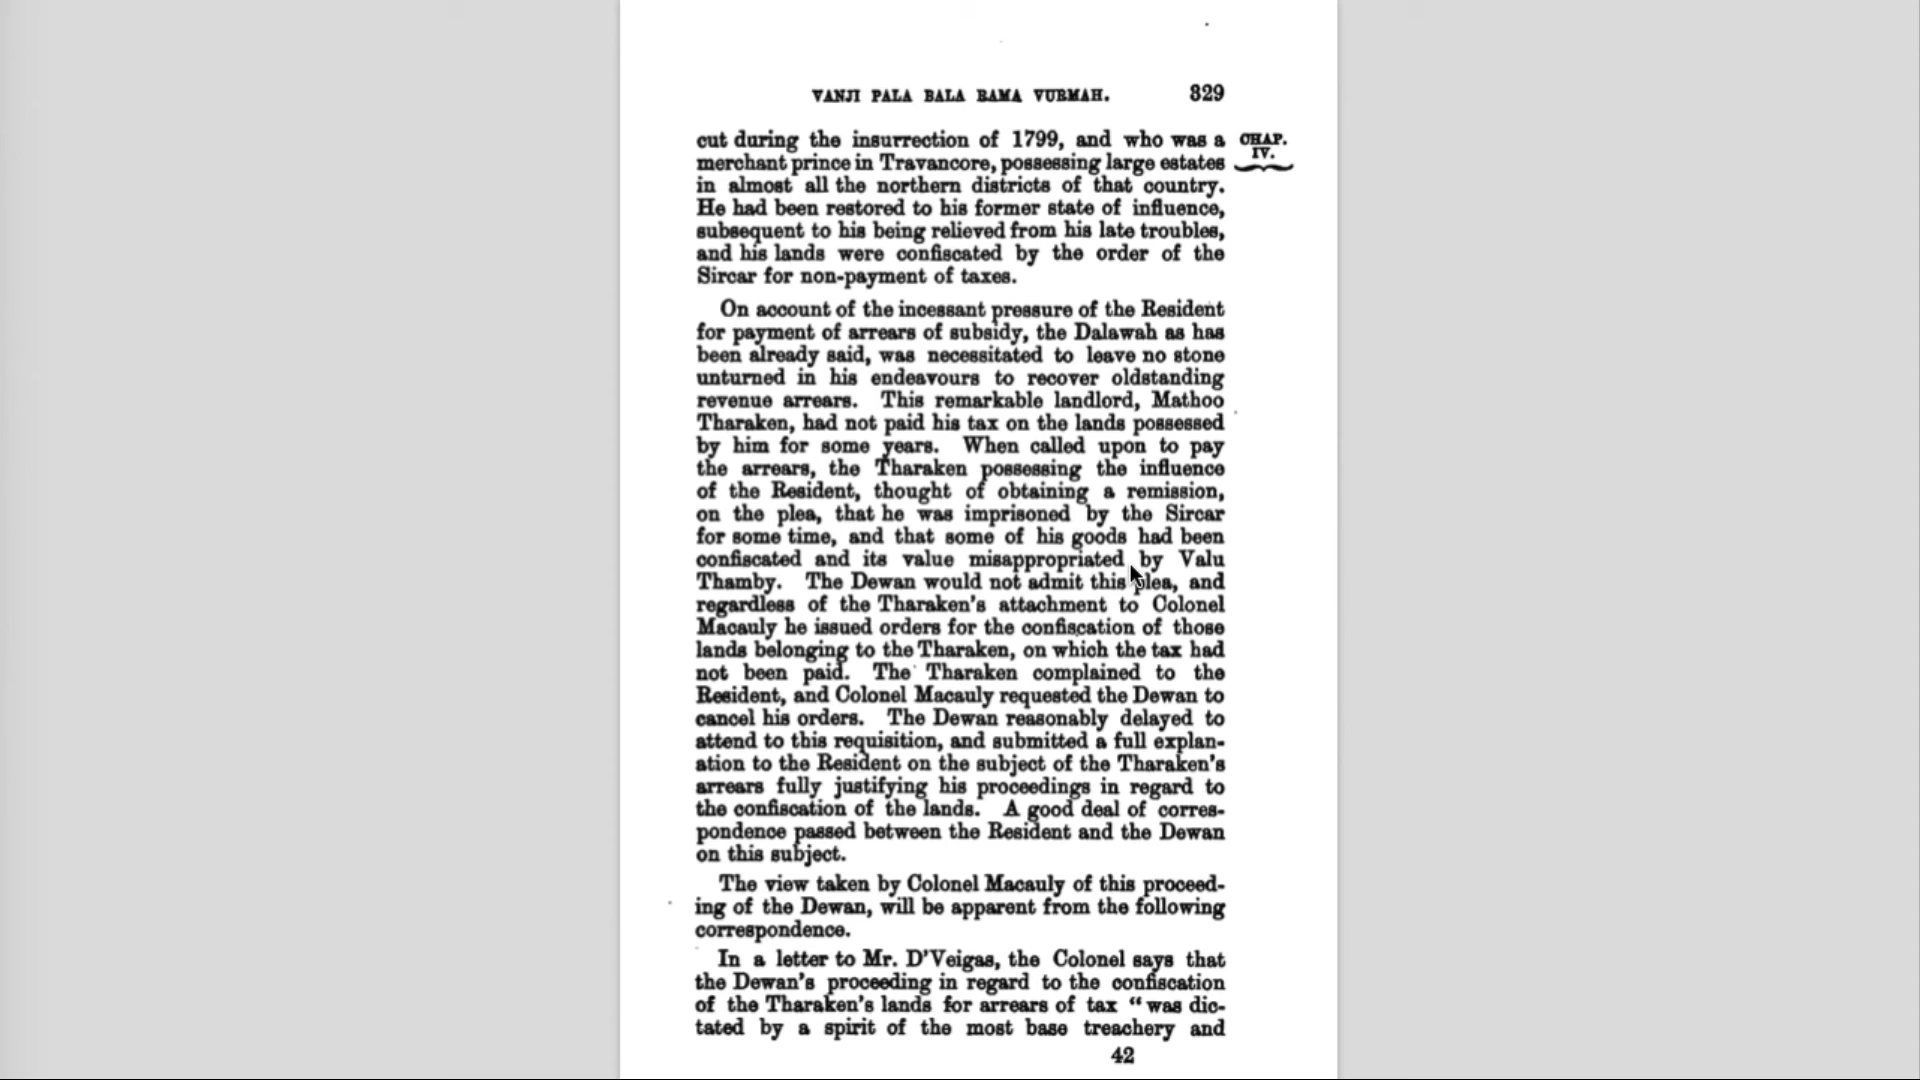 VANJI PALA BALA RAMA VURMAH. 329
CHAP.
IV.
cut during the insurrection of 1799, and who was a
merchant prince in Travancore, possessing large estates
in almost all the northern districts of that country.
He had been restored to his former state of influence,
subsequent to his being relieved from his late troubles,
and his lands were confiscated by the order of the
Sircar for non-payment of taxes.
On account of the incessant pressure of the Resident
for payment of arrears of subsidy, the Dalawah as has
been already said, was necessitated to leave no stone
unturned in his endeavours to recover oldstanding
revenue arrears. This remarkable landlord, Mathoo
Tharaken, had not paid his tax on the lands possessed
by him for some years. When called upon to pay
the arrears, the Tharaken possessing the influence
of the Resident, thought of obtaining a remission,
on the plea, that he was imprisoned by the Sircar
for some time, and that some of his goods had been
confiscated and its value misappropriated by Valu
Thamby. The Dewan would not admit this plea, and
regardless of the Tharaken's attachment to Colonel
Macauly he issued orders for the confiscation of those
lands belonging to the Tharaken, on which the tax had
not been paid. The Tharaken complained to the
Resident, and Colonel Macauly requested the Dewan to
cancel his orders. The Dewan reasonably delayed to
attend to this requisition, and submitted a full explan-
ation to the Resident on the subject of the Tharaken's
arrears fully justifying his proceedings in regard to
the confiscation of the lands. A good deal of corres-
pondence passed between the Resident and the Dewan
on this subject.
The view taken by Colonel Macauly of this proceed-
ing of the Dewan, will be apparent from the following
correspondence.
In a letter to Mr. D'Veigas, the Colonel says that
the Dewan's proceeding in regard to the confiscation
of the Tharaken's lands for arrears of tax "was dic-
tated by a spirit of the most base treachery and
42